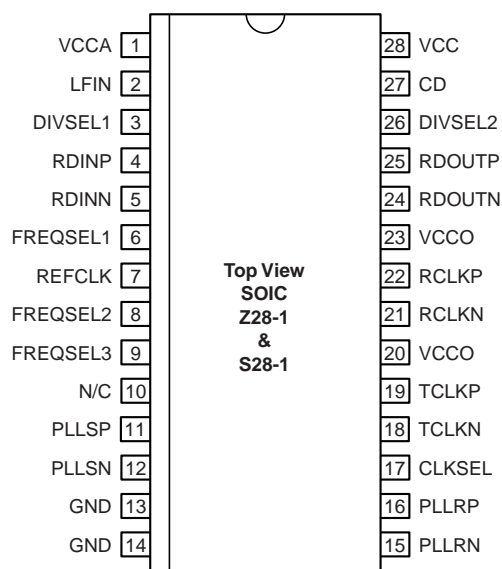 VCCA 1 28 VCC
LFIN 2 27 CD
DIVSEL1 3 26 DIVSEL2
RDINP 4 25 RDOUTP
RDINN 5 24 RDOUTN
FREQSEL1 6 23 VCCO
REFCLK 7 22 RCLKP
FREQSEL2 8 21 RCLKN
FREQSEL3 9 20 VCCO
N/C 10 19 TCLKP
PLLSP 11 18 TCLKN
PLLSN 12 17 CLKSEL
GND 13 16 PLLRP
GND 14 15 PLLRN
Top View
SOIC
Z28-1
&
S28-1